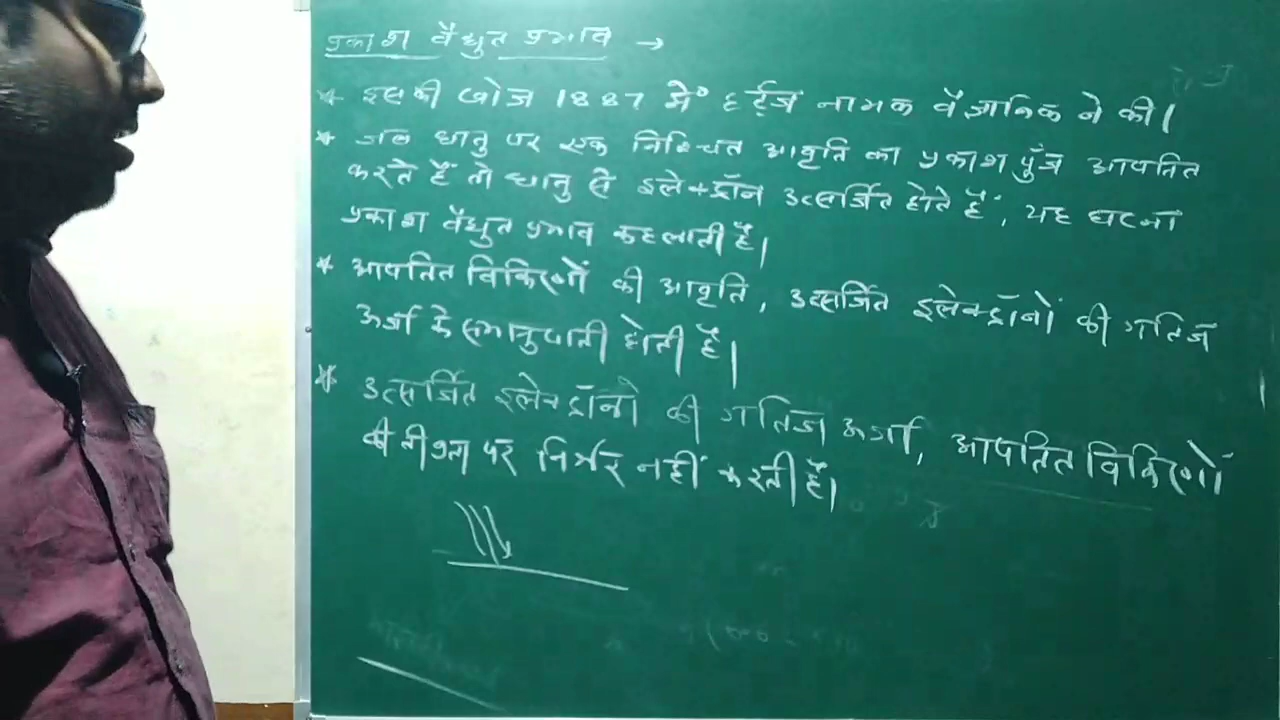 प्रकाश वैद्युत प्रभाव →
* इसकी खोज 1887 में हर्ट्ज नामक वैज्ञानिक ने की।
* जब धातु पर एक निश्चित आवृति का प्रकाश पुँज आपतित
करते हैं तो धातु से इलेक्ट्रॉन उत्सर्जित होते हैं, यह घटना
प्रकाश वैद्युत प्रभाव कहलाती है।
* आपतित विकिरणों की आवृति, उत्सर्जित इलेक्ट्रॉनों की गतिज
ऊर्जा के समानुपाती होती है।
* उत्सर्जित इलेक्ट्रॉनों की गतिज ऊर्जा, आपतित विकिरणों
की तीव्रता पर निर्भर नहीं करती है।